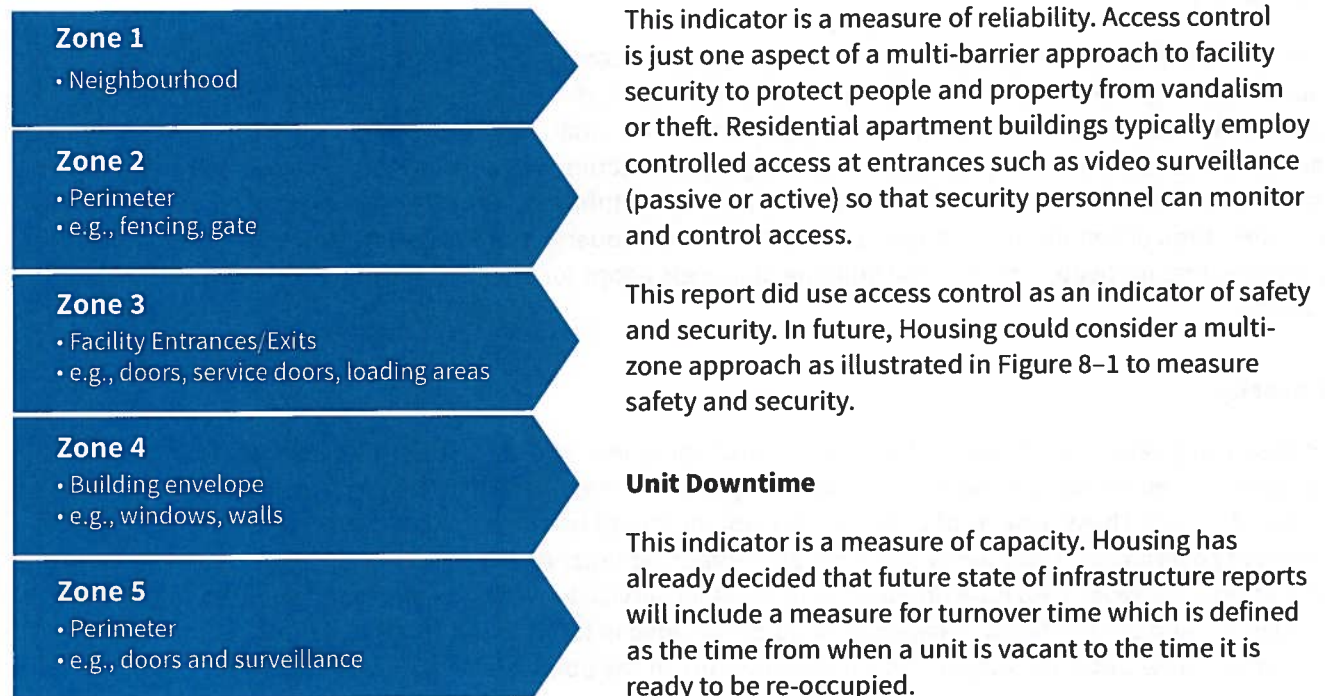 Zone 1
• Neighbourhood
Zone 2
• Perimeter
• e.g., fencing, gate
Zone 3
• Facility Entrances/Exits
• e.g., doors, service doors, loading areas
Zone 4
• Building envelope
• e.g., windows, walls
Zone 5
• Perimeter
• e.g., doors and surveillance
This indicator is a measure of reliability. Access control
is just one aspect of a multi-barrier approach to facility
security to protect people and property from vandalism
or theft. Residential apartment buildings typically employ
controlled access at entrances such as video surveillance
(passive or active) so that security personnel can monitor
and control access.
This report did use access control as an indicator of safety
and security. In future, Housing could consider a multi-
zone approach as illustrated in Figure 8–1 to measure
safety and security.
Unit Downtime
This indicator is a measure of capacity. Housing has
already decided that future state of infrastructure reports
will include a measure for turnover time which is defined
as the time from when a unit is vacant to the time it is
ready to be re-occupied.